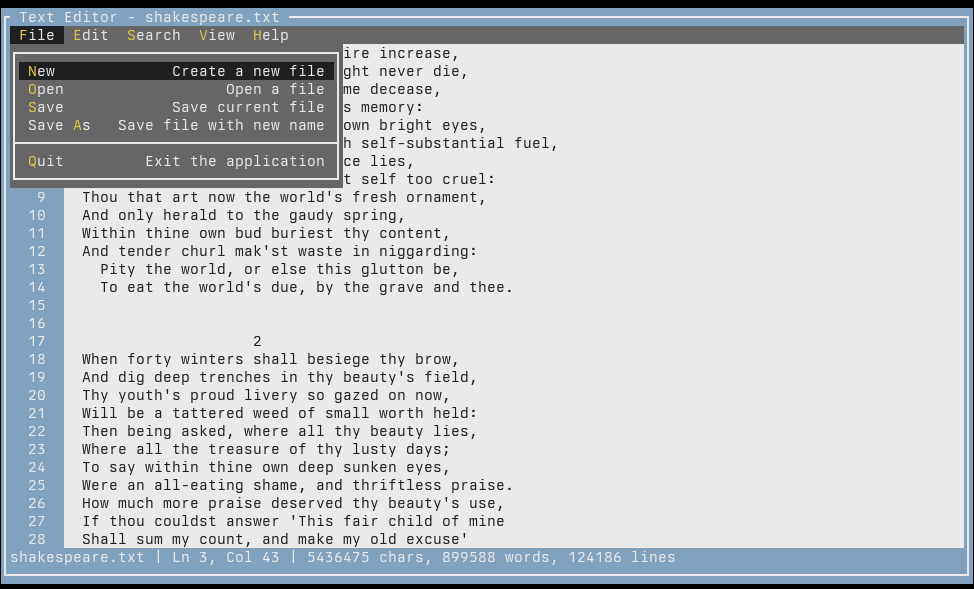 Text Editor - shakespeare.txt
File Edit Search View Help
ire increase,
New Create a new file ght never die,
Open Open a file me decease,
Save Save current file s memory:
Save As Save file with new name own bright eyes,
h self-substantial fuel,
Quit Exit the application ce lies,
t self too cruel:
9 Thou that art now the world's fresh ornament,
10 And only herald to the gaudy spring,
11 Within thine own bud buriest thy content,
12 And tender churl mak'st waste in niggarding:
13 Pity the world, or else this glutton be,
14 To eat the world's due, by the grave and thee.
15
16
17 2
18 When forty winters shall besiege thy brow,
19 And dig deep trenches in thy beauty's field,
20 Thy youth's proud livery so gazed on now,
21 Will be a tattered weed of small worth held:
22 Then being asked, where all thy beauty lies,
23 Where all the treasure of thy lusty days;
24 To say within thine own deep sunken eyes,
25 Were an all-eating shame, and thriftless praise.
26 How much more praise deserved thy beauty's use,
27 If thou couldst answer 'This fair child of mine
28 Shall sum my count, and make my old excuse'
shakespeare.txt | Ln 3, Col 43 | 5436475 chars, 899588 words, 124186 lines